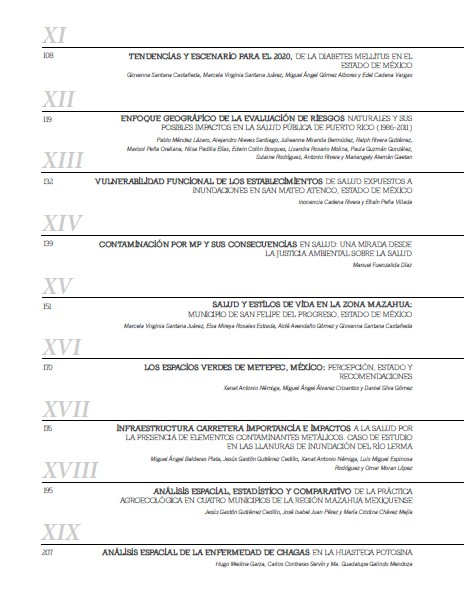 XI
108
TENDENCIAS Y ESCENARIO PARA EL 2020, DE LA DIABETES MELLITUS EN EL
ESTADO DE MÉXICO
Giovanna Santana Castañeda, Marcela Virginia Santana Juárez, Miguel Ángel Gómez Albores y Edel Cadena Vargas
XII
119
ENFOQUE GEOGRÁFICO DE LA EVALUACIÓN DE RIESGOS NATURALES Y SUS
POSIBLES IMPACTOS EN LA SALUD PÚBLICA DE PUERTO RICO (1986-2011)
Pablo Méndez Lázaro, Alejandro Nieves Santiago, Julieanne Miranda Bermúdez, Ralph Rivera Gutiérrez,
Marisol Peña Orellana, Nilsa Padilla Elías, Edwin Colón Bosques, Lisandra Rosario Molina, Paula Guzmán González,
Sulaine Rodríguez, Antonio Rivera y Mariangely Alemán Gaetan
XIII
132
VULNERABILIDAD FUNCIONAL DE LOS ESTABLECIMIENTOS DE SALUD EXPUESTOS A
INUNDACIONES EN SAN MATEO ATENCO, ESTADO DE MÉXICO
Inocencia Cadena Rivera y Efraín Peña Villada
XIV
139
CONTAMINACIÓN POR MP Y SUS CONSECUENCIAS EN SALUD: UNA MIRADA DESDE
LA JUSTICIA AMBIENTAL SOBRE LA SALUD
Manuel Fuenzalida Díaz
XV
151
SALUD Y ESTILOS DE VIDA EN LA ZONA MAZAHUA:
MUNICIPIO DE SAN FELIPE DEL PROGRESO, ESTADO DE MÉXICO
Marcela Virginia Santana Juárez, Elsa Mireya Rosales Estrada, Aidé Avendaño Gómez y Giovanna Santana Castañeda
XVI
170
LOS ESPACIOS VERDES DE METEPEC, MÉXICO: PERCEPCIÓN, ESTADO Y
RECOMENDACIONES
Xanat Antonio Némiga, Miguel Ángel Álvarez Crisantos y Daniel Silva Gómez
XVII
176
INFRAESTRUCTURA CARRETERA IMPORTANCIA E IMPACTOS A LA SALUD POR
LA PRESENCIA DE ELEMENTOS CONTAMINANTES METÁLICOS. CASO DE ESTUDIO
EN LAS LLANURAS DE INUNDACIÓN DEL RÍO LERMA
Miguel Ángel Balderas Plata, Jesús Gastón Gutiérrez Cedillo, Xanat Antonio Némiga, Luis Miguel Espinosa
Rodríguez y Omar Moran López
XVIII
195
ANÁLISIS ESPACIAL, ESTADÍSTICO Y COMPARATIVO DE LA PRÁCTICA
AGROECOLÓGICA EN CUATRO MUNICIPIOS DE LA REGIÓN MAZAHUA MEXIQUENSE
Jesús Gastón Gutiérrez Cedillo, José Isabel Juan Pérez y María Cristina Chávez Mejía
XIX
207
ANÁLISIS ESPACIAL DE LA ENFERMEDAD DE CHAGAS EN LA HUASTECA POTOSINA
Hugo Medina Garza, Carlos Contreras Servín y Ma. Guadalupe Galindo Mendoza